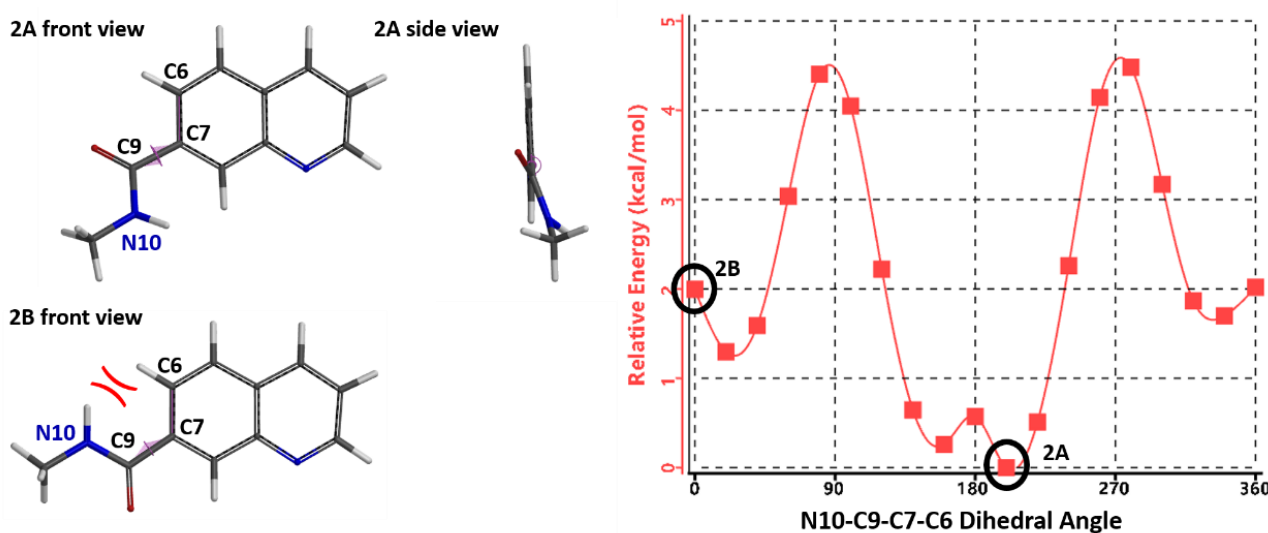 2A front view
2A side view
C6
C7
C9
N10
2B front view
C6
N10
C9
C7
Relative Energy (kcal/mol)
5
4
3
2
1
0
2B
2A
0
90
180
270
360
N10-C9-C7-C6 Dihedral Angle